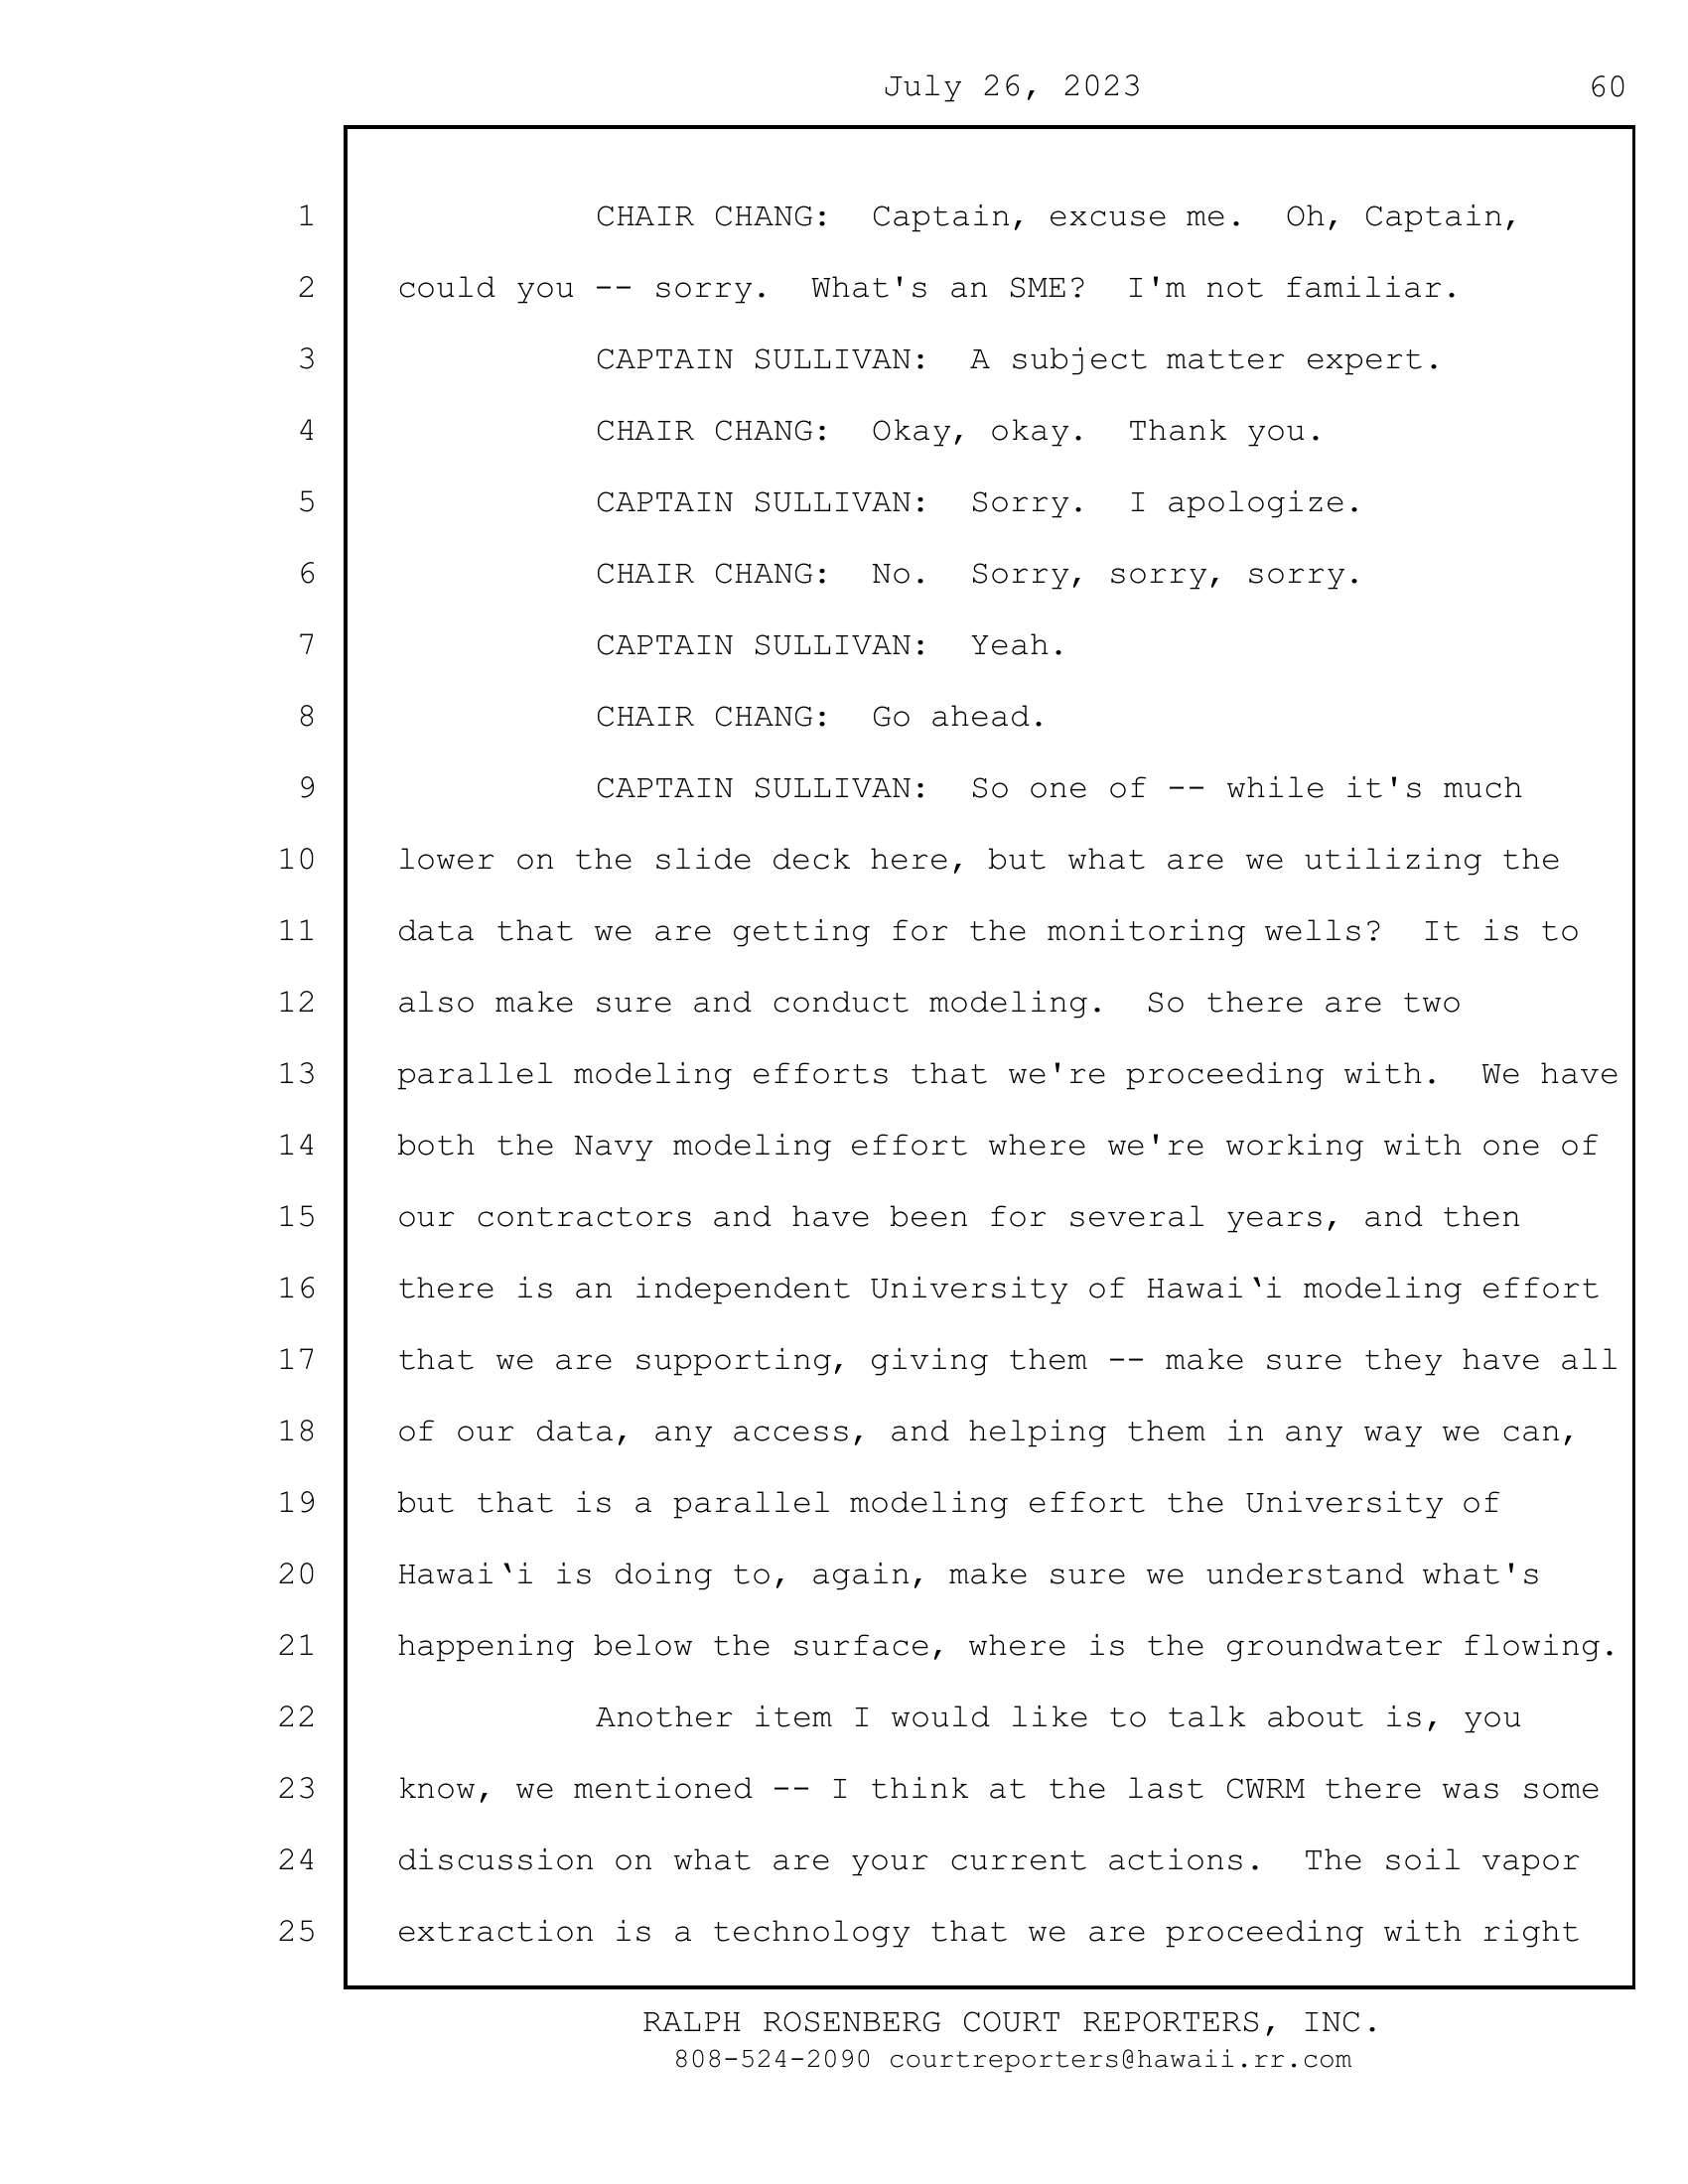 July 26, 2023 60
1 CHAIR CHANG:  Captain, excuse me.  Oh, Captain,
2 could you -- sorry.  What's an SME?  I'm not familiar.
3 CAPTAIN SULLIVAN:  A subject matter expert.
4 CHAIR CHANG:  Okay, okay.  Thank you.
5 CAPTAIN SULLIVAN:  Sorry.  I apologize.
6 CHAIR CHANG:  No.  Sorry, sorry, sorry.
7 CAPTAIN SULLIVAN:  Yeah.
8 CHAIR CHANG:  Go ahead.
9 CAPTAIN SULLIVAN:  So one of -- while it's much
10 lower on the slide deck here, but what are we utilizing the
11 data that we are getting for the monitoring wells?  It is to
12 also make sure and conduct modeling.  So there are two
13 parallel modeling efforts that we're proceeding with.  We have
14 both the Navy modeling effort where we're working with one of
15 our contractors and have been for several years, and then
16 there is an independent University of Hawai‛i modeling effort
17 that we are supporting, giving them -- make sure they have all
18 of our data, any access, and helping them in any way we can,
19 but that is a parallel modeling effort the University of
20 Hawai‛i is doing to, again, make sure we understand what's
21 happening below the surface, where is the groundwater flowing.
22 Another item I would like to talk about is, you
23 know, we mentioned -- I think at the last CWRM there was some
24 discussion on what are your current actions.  The soil vapor
25 extraction is a technology that we are proceeding with right
RALPH ROSENBERG COURT REPORTERS, INC.
808-524-2090 courtreporters@hawaii.rr.com